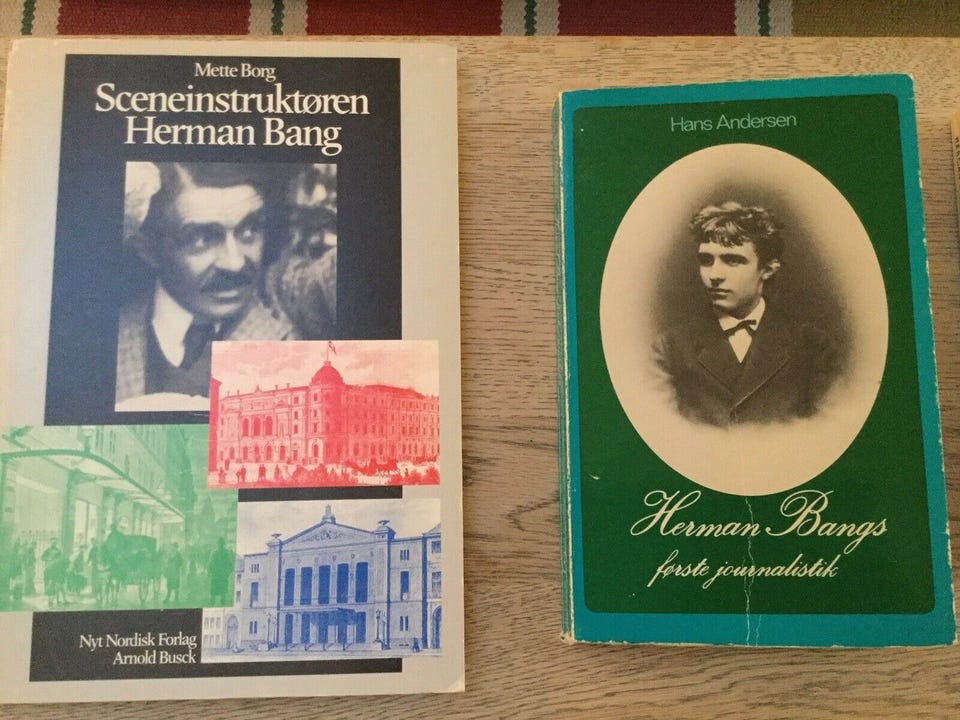 Mette Borg
Sceneinstruktøren
Herman Bang
Nyt Nordisk Forlag
Arnold Busck
Hans Andersen
Herman Bangs
første journalistik